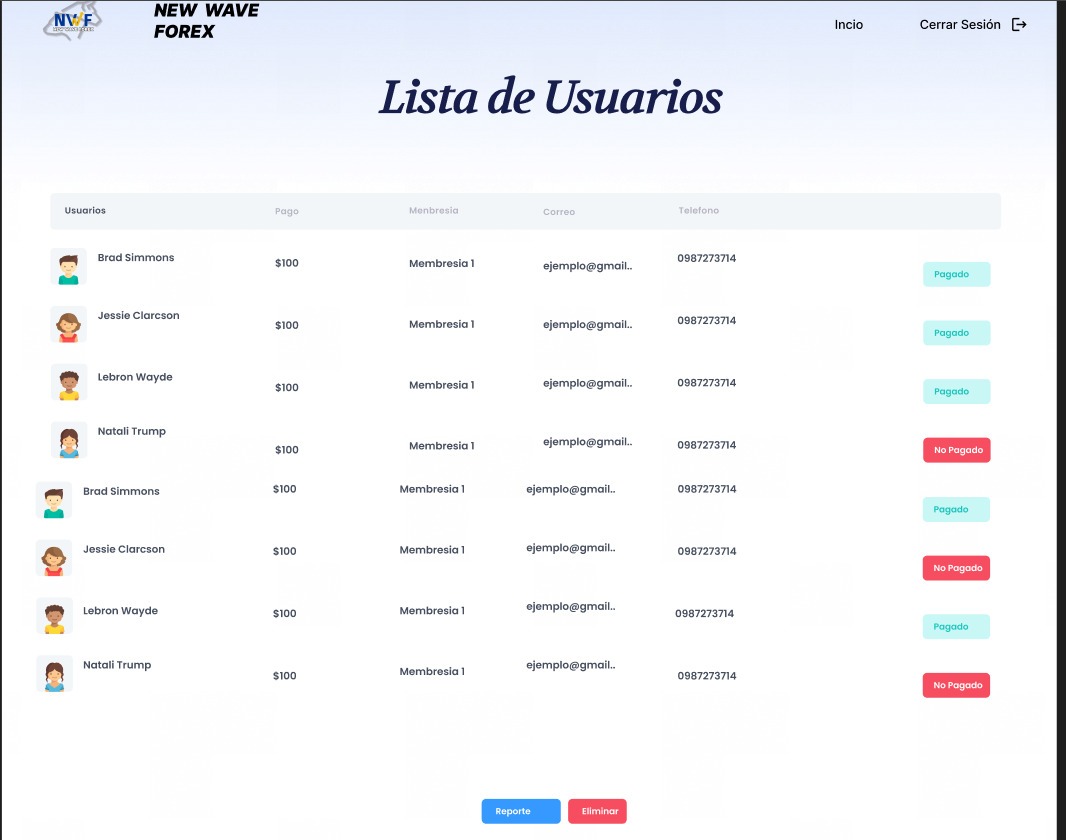 NWF
NEW WAVE
FOREX
Incio
Cerrar Sesión
Lista de Usuarios
Usuarios Pago Menbresia Correo Telefono
Brad Simmons $100 Membresia 1 ejemplo@gmail.. 0987273714 Pagado
Jessie Clarcson $100 Membresia 1 ejemplo@gmail.. 0987273714 Pagado
Lebron Wayde $100 Membresia 1 ejemplo@gmail.. 0987273714 Pagado
Natali Trump $100 Membresia 1 ejemplo@gmail.. 0987273714 No Pagado
Brad Simmons $100 Membresia 1 ejemplo@gmail.. 0987273714 Pagado
Jessie Clarcson $100 Membresia 1 ejemplo@gmail.. 0987273714 No Pagado
Lebron Wayde $100 Membresia 1 ejemplo@gmail.. 0987273714 Pagado
Natali Trump $100 Membresia 1 ejemplo@gmail.. 0987273714 No Pagado
Reporte
Eliminar